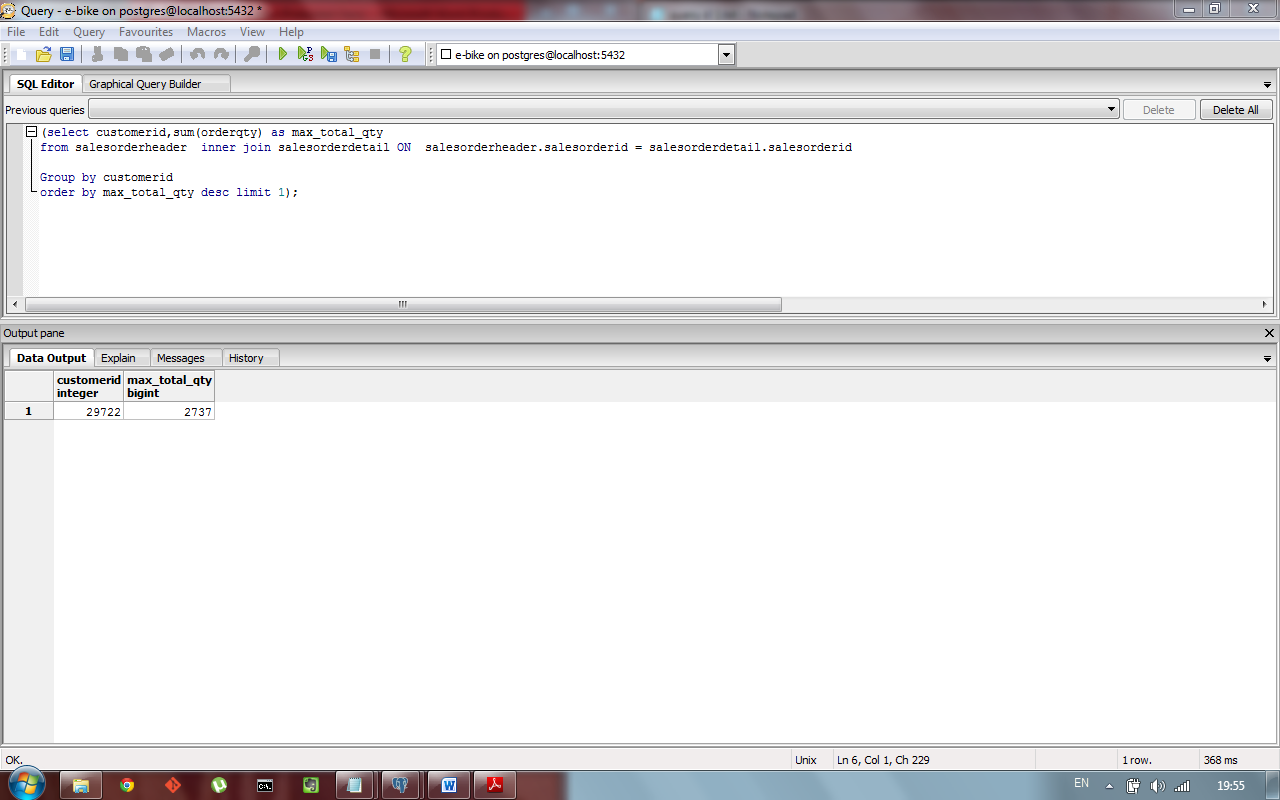 Query - e-bike on postgres@localhost:5432 *
File Edit Query Favourites Macros View Help
e-bike on postgres@localhost:5432
SQL Editor Graphical Query Builder
Previous queries Delete Delete All
(select customerid,sum(orderqty) as max_total_qty
from salesorderheader  inner join salesorderdetail ON  salesorderheader.salesorderid = salesorderdetail.salesorderid
Group by customerid
order by max_total_qty desc limit 1);
Output pane
Data Output Explain Messages History
customerid max_total_qty
integer bigint
1 29722 2737
OK. Unix Ln 6, Col 1, Ch 229 1 row. 368 ms
EN 19:55